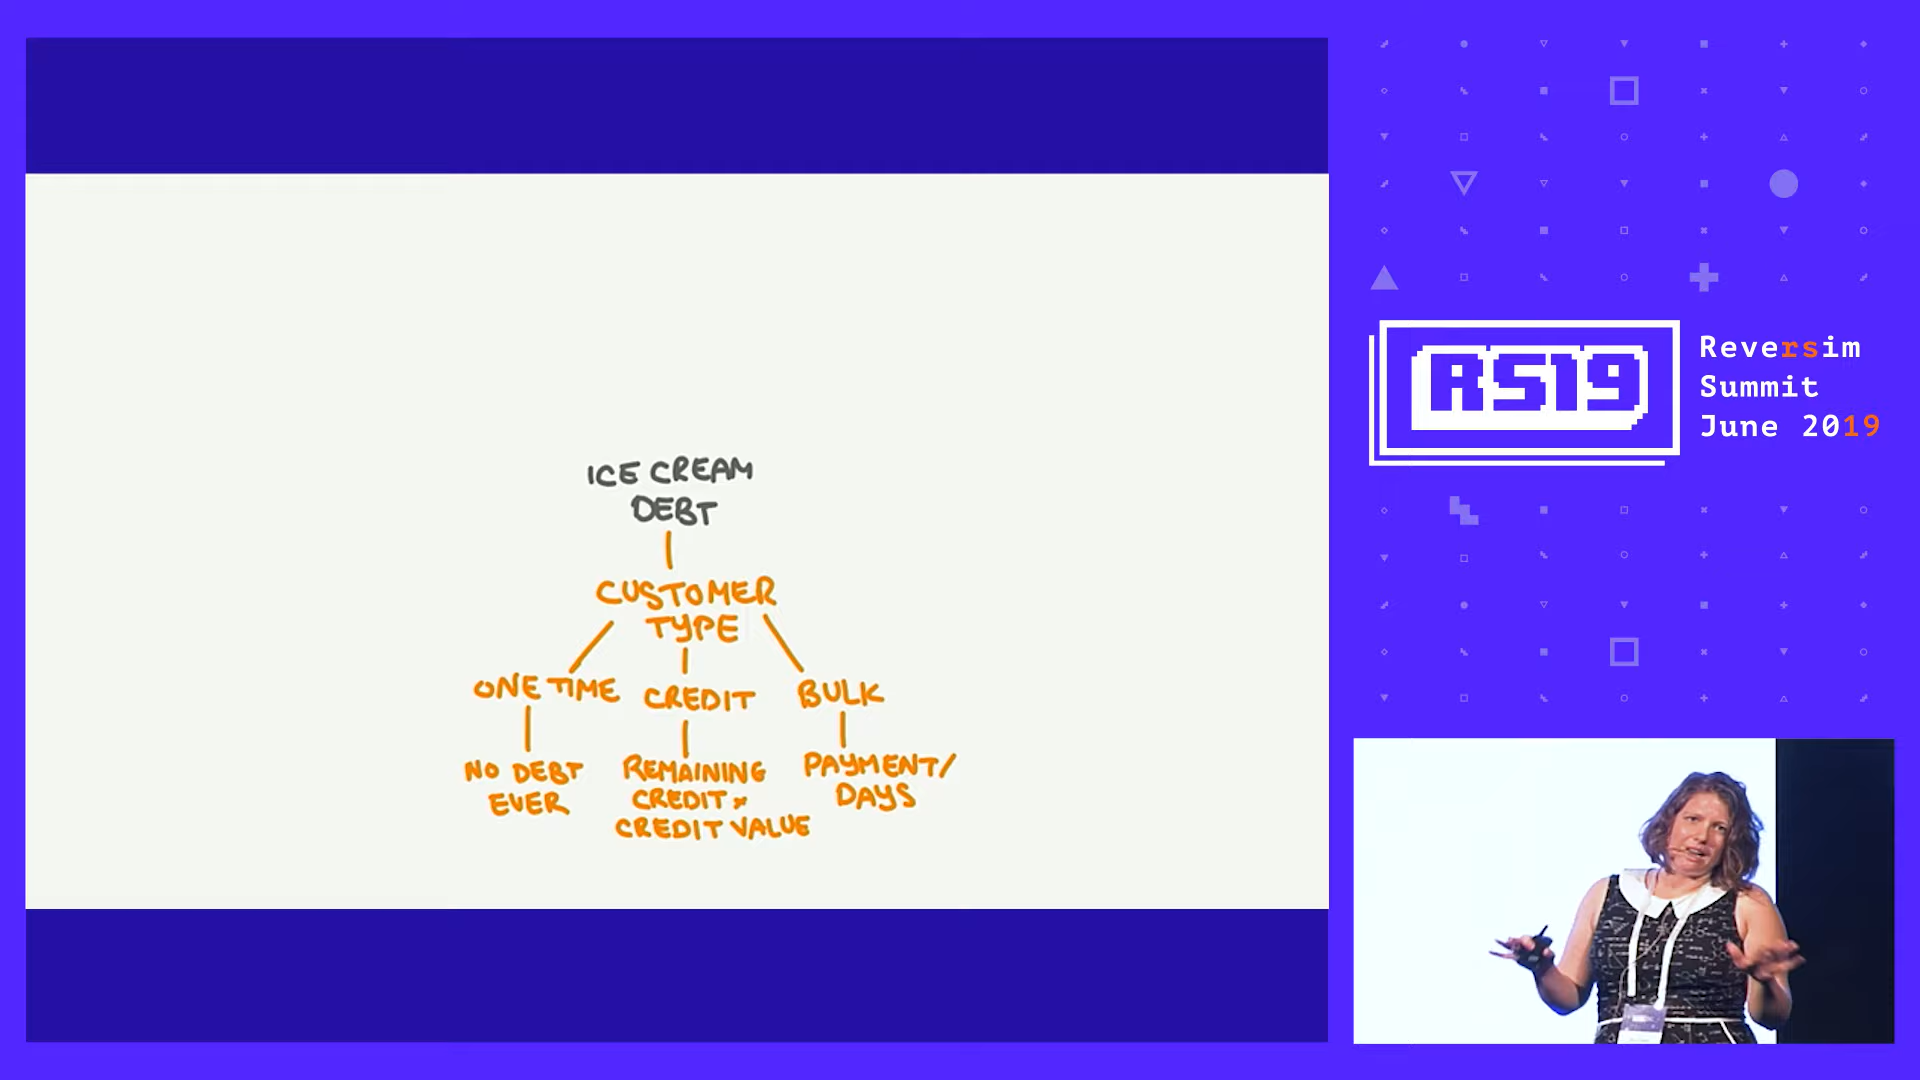 ICE CREAM
DEBT
CUSTOMER
TYPE
ONE TIME
CREDIT
BULK
NO DEBT
EVER
REMAINING
CREDIT ×
CREDIT VALUE
PAYMENT/
DAYS
RS19
Reversim
Summit
June 2019